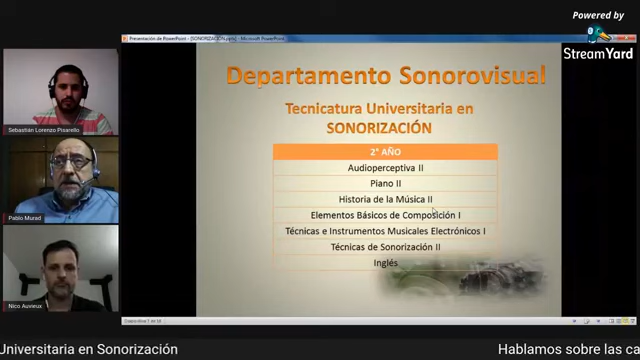 Powered by
StreamYard
Presentación de PowerPoint - [SONORIZACIÓN.pptx] - Microsoft PowerPoint
Departamento Sonorovisual
Tecnicatura Universitaria en
SONORIZACIÓN
2° AÑO
Audioperceptiva II
Piano II
Historia de la Música II
Elementos Básicos de Composición I
Técnicas e Instrumentos Musicales Electrónicos I
Técnicas de Sonorización II
Inglés
Sebastián Lorenzo Pisarello
Pablo Murad
Nico Auvieux
Universitaria en Sonorización
Hablamos sobre las ca